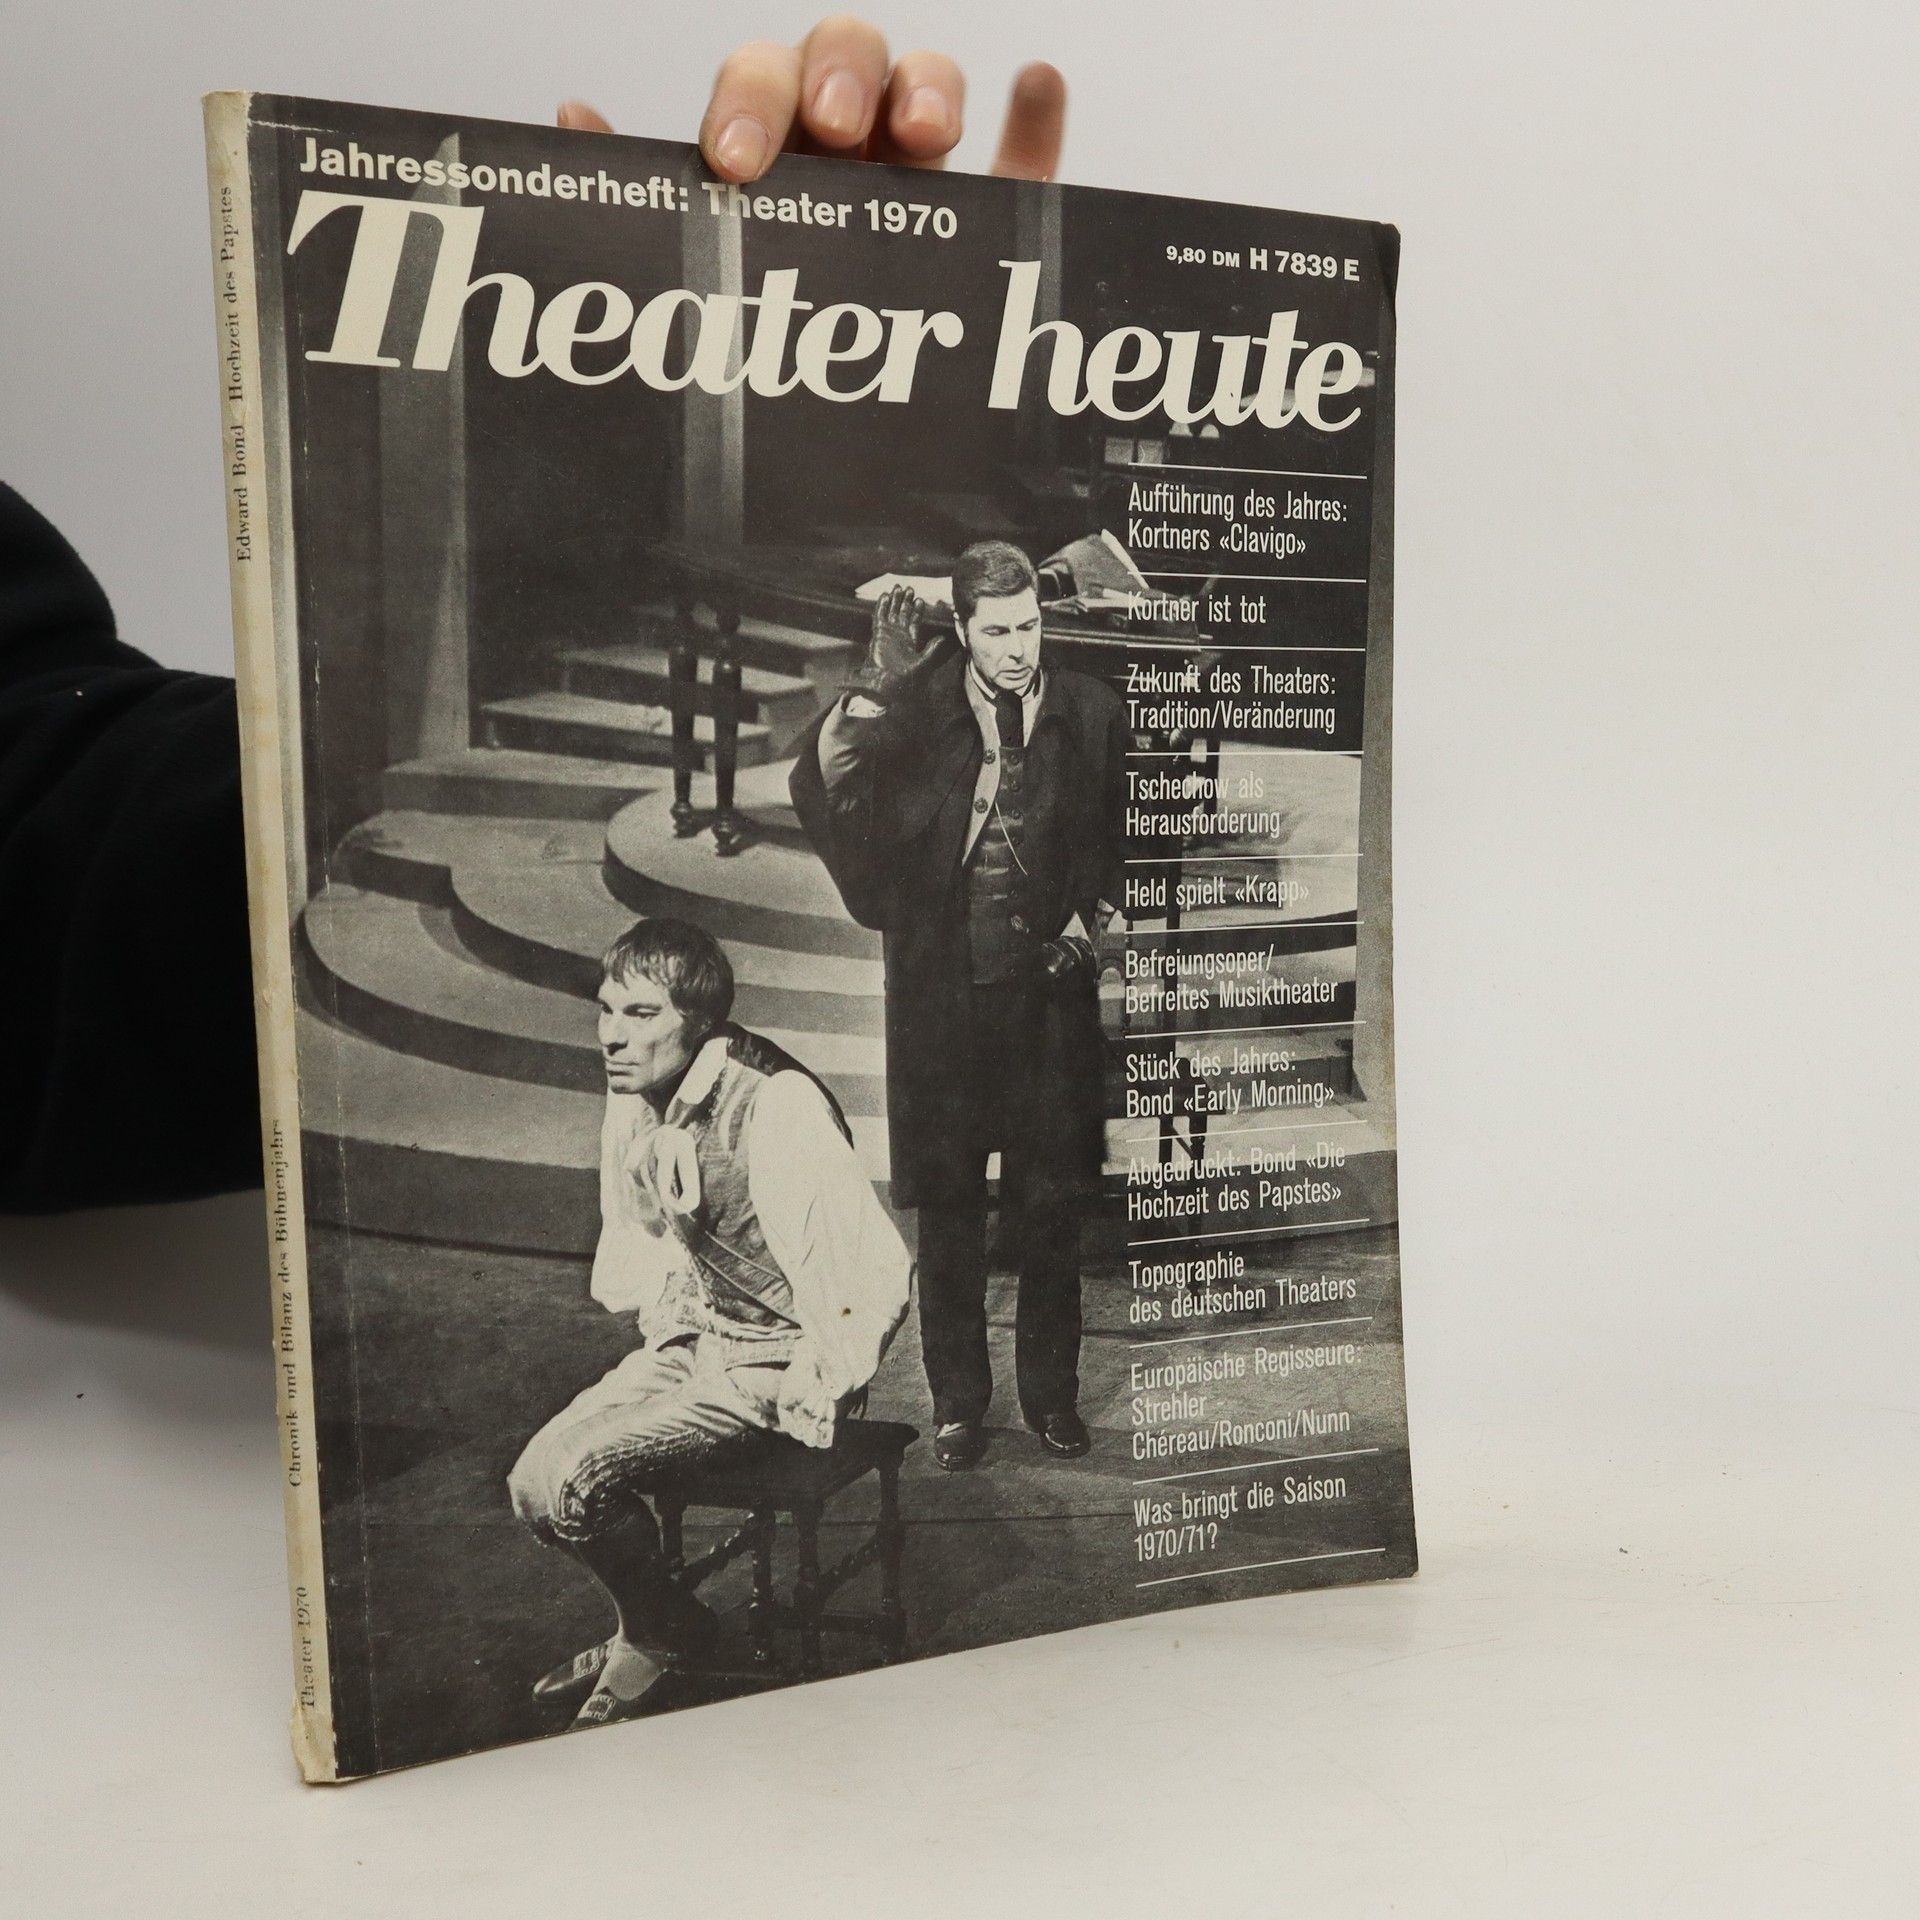 Jahressonderheft: Theater 1970
9,80 DM H 7839 E
Theater heute
Aufführung des Jahres:
Kortners «Clavigo»
Kortner ist tot
Zukunft des Theaters:
Tradition/Veränderung
Tschechow als
Herausforderung
Held spielt «Krapp»
Befreiungsoper/
Befreites Musiktheater
Stück des Jahres:
Bond «Early Morning»
Abgedruckt: Bond «Die
Hochzeit des Papstes»
Topographie
des deutschen Theaters
Europäische Regisseure:
Strehler
Chéreau/Ronconi/Nunn
Was bringt die Saison
1970/71?
Theater 1970 Chronik und Bilanz des Bühnenjahrs Edward Bond Hochzeit des Papstes